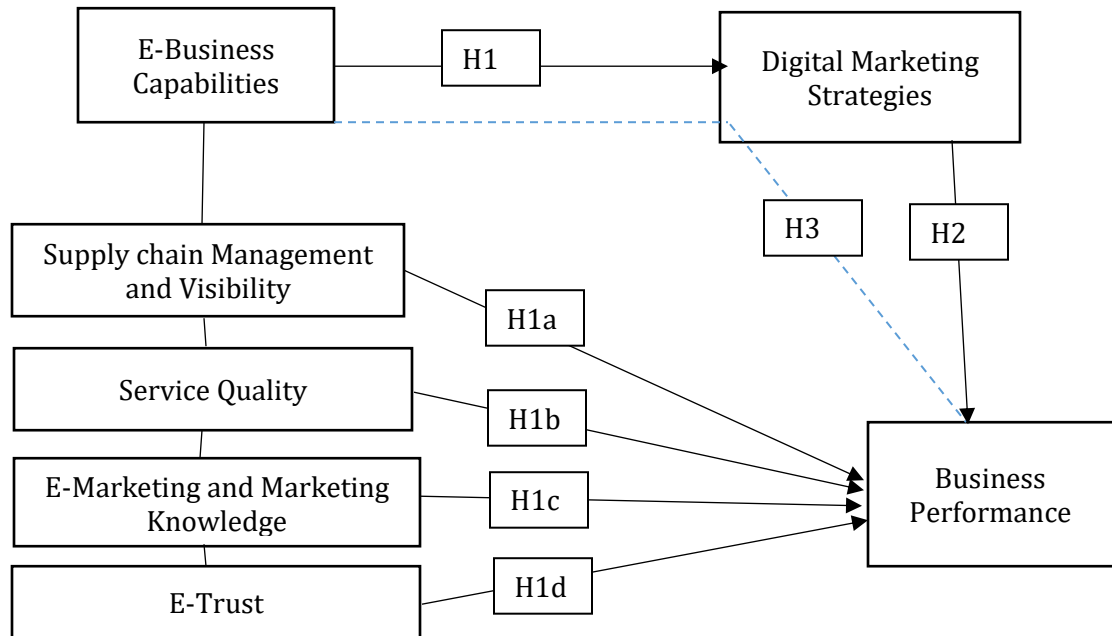 E-Business
Capabilities
H1
Digital Marketing
Strategies
H3
H2
Supply chain Management
and Visibility
H1a
Service Quality
H1b
E-Marketing and Marketing
Knowledge
H1c
Business
Performance
E-Trust
H1d